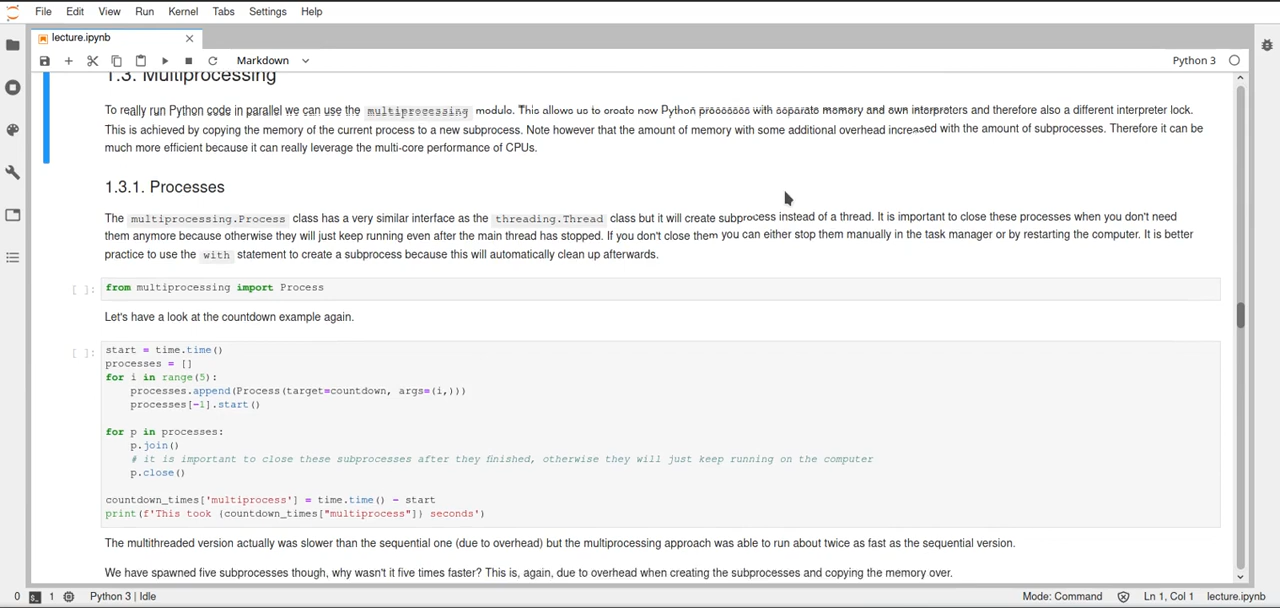 File Edit View Run Kernel Tabs Settings Help
lecture.ipynb
Markdown
Python 3
1.3. Multiprocessing
To really run Python code in parallel we can use the multiprocessing module. This allows us to create new Python processes with separate memory and own interpreters and therefore also a different interpreter lock.
This is achieved by copying the memory of the current process to a new subprocess. Note however that the amount of memory with some additional overhead increased with the amount of subprocesses. Therefore it can be
much more efficient because it can really leverage the multi-core performance of CPUs.
1.3.1. Processes
The multiprocessing.Process class has a very similar interface as the threading.Thread class but it will create subprocess instead of a thread. It is important to close these processes when you don't need
them anymore because otherwise they will just keep running even after the main thread has stopped. If you don't close them you can either stop them manually in the task manager or by restarting the computer. It is better
practice to use the with statement to create a subprocess because this will automatically clean up afterwards.
[ ]: from multiprocessing import Process
Let's have a look at the countdown example again.
[ ]: start = time.time()
processes = []
for i in range(5):
    processes.append(Process(target=countdown, args=(i,)))
    processes[-1].start()
for p in processes:
    p.join()
    # it is important to close these subprocesses after they finished, otherwise they will just keep running on the computer
    p.close()
countdown_times['multiprocess'] = time.time() - start
print(f'This took {countdown_times["multiprocess"]} seconds')
The multithreaded version actually was slower than the sequential one (due to overhead) but the multiprocessing approach was able to run about twice as fast as the sequential version.
We have spawned five subprocesses though, why wasn't it five times faster? This is, again, due to overhead when creating the subprocesses and copying the memory over.
0 1 Python 3 | Idle Mode: Command Ln 1, Col 1 lecture.ipynb